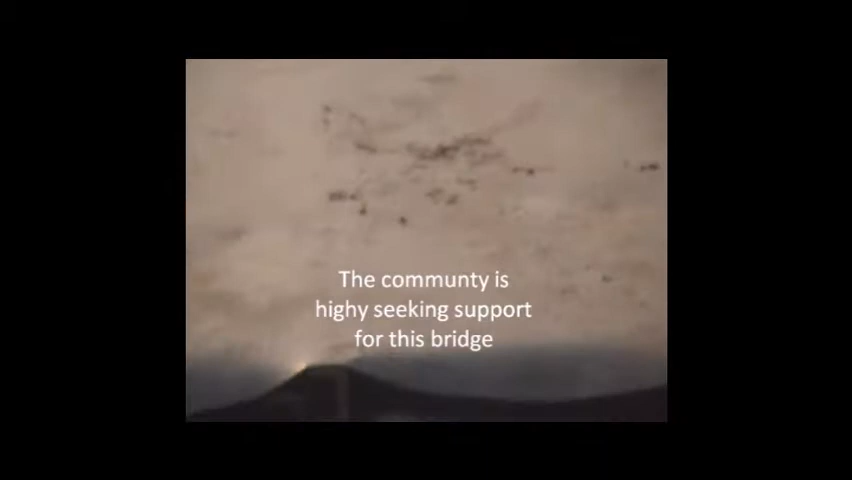 The communty is
highy seeking support
for this bridge